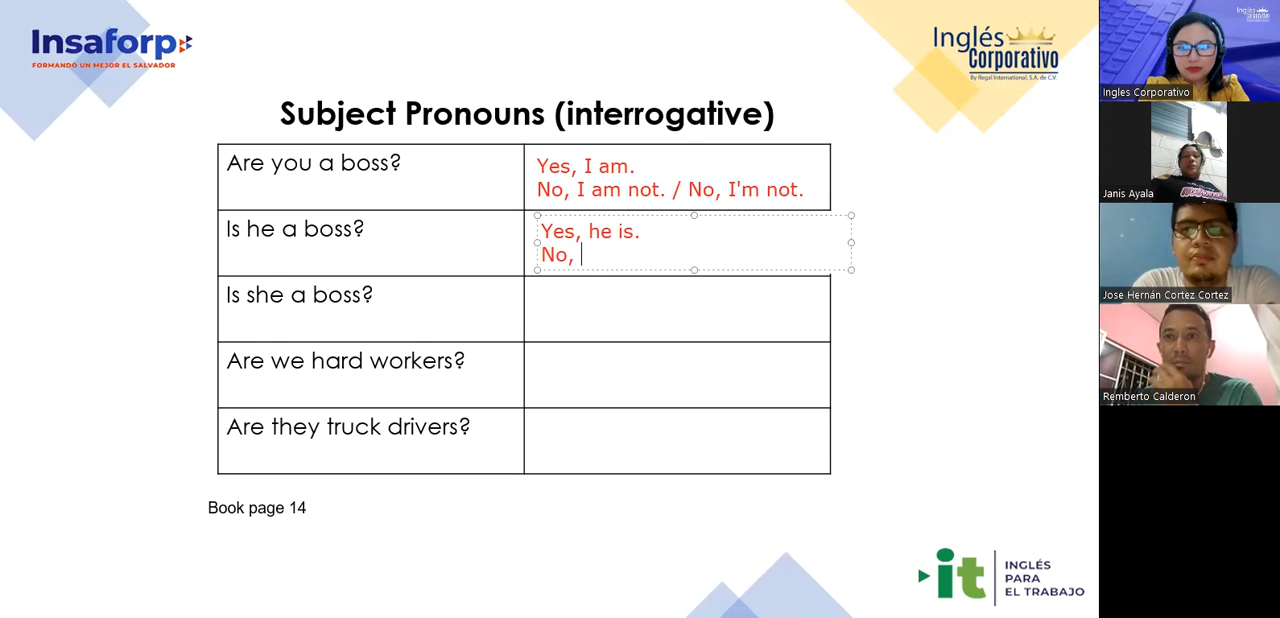 Insaforp
FORMANDO UN MEJOR EL SALVADOR
Inglés
Corporativo
By Regal International, S.A. de C.V.
Subject Pronouns (interrogative)
Are you a boss?
Yes, I am.
No, I am not. / No, I'm not.
Is he a boss?
Yes, he is.
No,
Is she a boss?
Are we hard workers?
Are they truck drivers?
Book page 14
it
INGLÉS
PARA
EL TRABAJO
Ingles Corporativo
Janis Ayala
Jose Hernán Cortez Cortez
Remberto Calderon